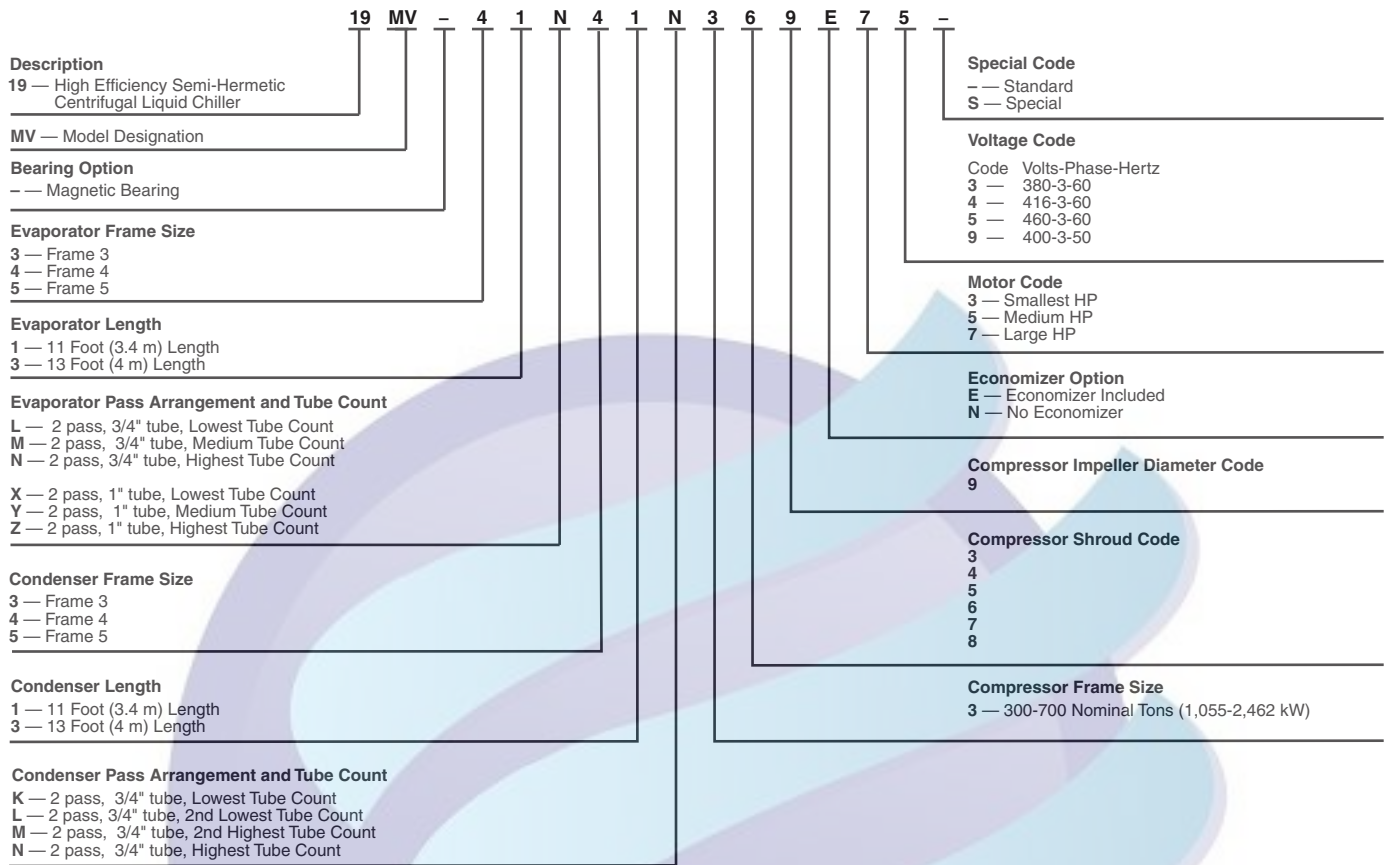 19 MV – 4 1 N 4 1 N 3 6 9 E 7 5 –
Description
19 — High Efficiency Semi-Hermetic
Centrifugal Liquid Chiller
MV — Model Designation
Bearing Option
– — Magnetic Bearing
Evaporator Frame Size
3 — Frame 3
4 — Frame 4
5 — Frame 5
Evaporator Length
1 — 11 Foot (3.4 m) Length
3 — 13 Foot (4 m) Length
Evaporator Pass Arrangement and Tube Count
L — 2 pass, 3/4" tube, Lowest Tube Count
M — 2 pass, 3/4" tube, Medium Tube Count
N — 2 pass, 3/4" tube, Highest Tube Count
X — 2 pass, 1" tube, Lowest Tube Count
Y — 2 pass, 1" tube, Medium Tube Count
Z — 2 pass, 1" tube, Highest Tube Count
Condenser Frame Size
3 — Frame 3
4 — Frame 4
5 — Frame 5
Condenser Length
1 — 11 Foot (3.4 m) Length
3 — 13 Foot (4 m) Length
Condenser Pass Arrangement and Tube Count
K — 2 pass, 3/4" tube, Lowest Tube Count
L — 2 pass, 3/4" tube, 2nd Lowest Tube Count
M — 2 pass, 3/4" tube, 2nd Highest Tube Count
N — 2 pass, 3/4" tube, Highest Tube Count
Special Code
– — Standard
S — Special
Voltage Code
Code Volts-Phase-Hertz
3 — 380-3-60
4 — 416-3-60
5 — 460-3-60
9 — 400-3-50
Motor Code
3 — Smallest HP
5 — Medium HP
7 — Large HP
Economizer Option
E — Economizer Included
N — No Economizer
Compressor Impeller Diameter Code
9
Compressor Shroud Code
3
4
5
6
7
8
Compressor Frame Size
3 — 300-700 Nominal Tons (1,055-2,462 kW)